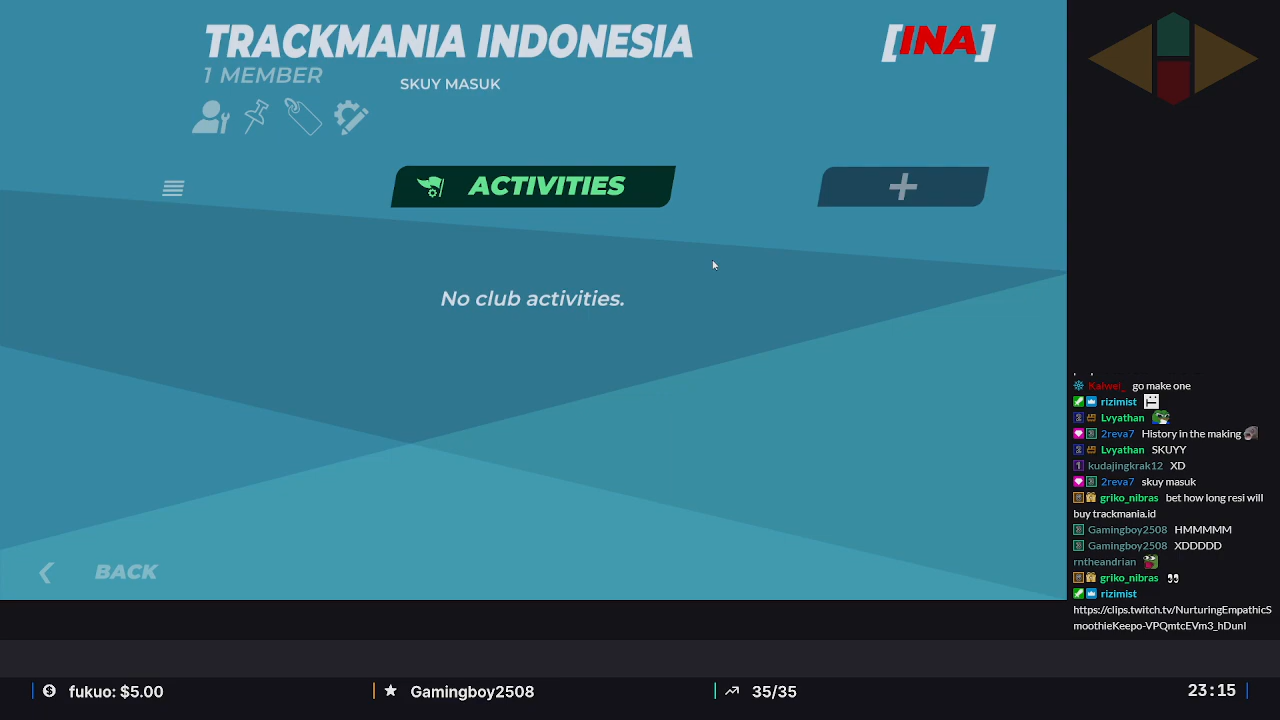 TRACKMANIA INDONESIA
[INA]
1 MEMBER
SKUY MASUK
ACTIVITIES
No club activities.
BACK
Kalwei_ go make one
rizimist
Lvyathan
2reva7 History in the making
Lvyathan SKUYY
kudajingkrak12 XD
2reva7 skuy masuk
griko_nibras bet how long resi will
buy trackmania.id
Gamingboy2508 HMMMMM
Gamingboy2508 XDDDDD
rntheandrian
griko_nibras
rizimist
https://clips.twitch.tv/NurturingEmpathicS
moothieKeepo-VPQmtcEVm3_hDunI
fukuo: $5.00
Gamingboy2508
35/35
23:15